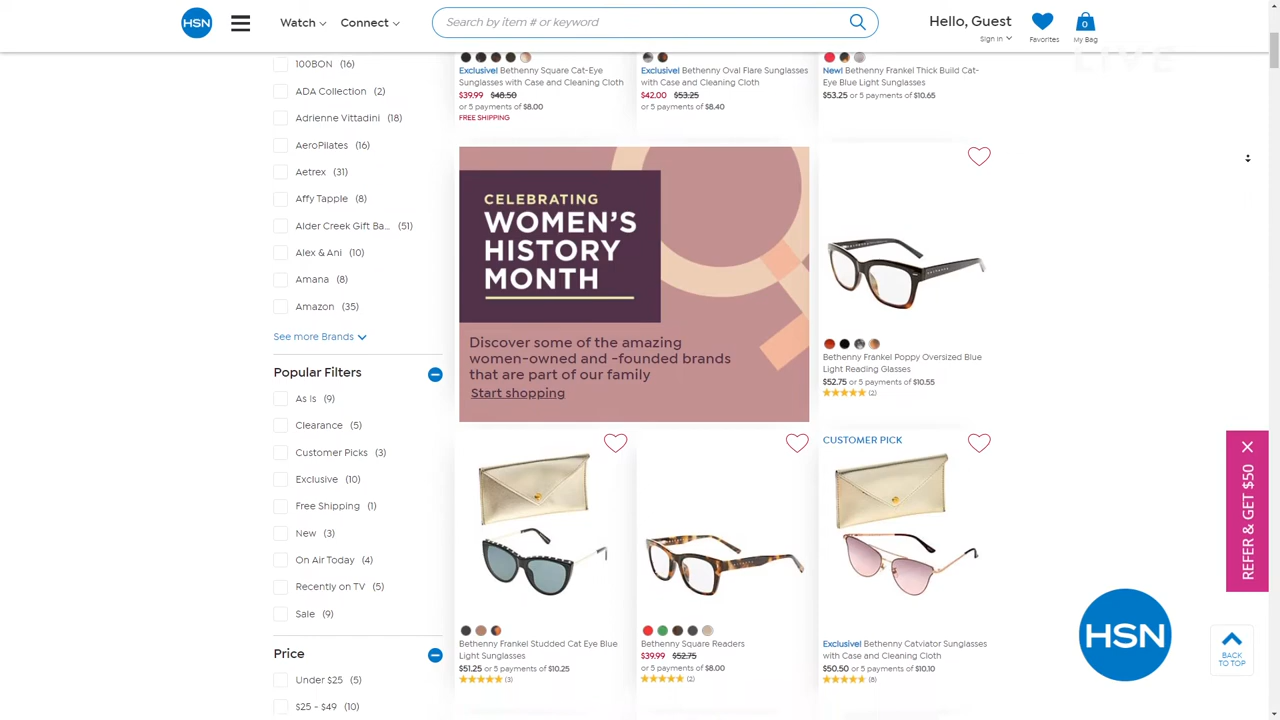 HSN
Watch
Connect
Search by item # or keyword
Hello, Guest
Sign In
Favorites
0
My Bag
LIVE
100BON (16)
ADA Collection (2)
Adrienne Vittadini (18)
AeroPilates (16)
Aetrex (31)
Affy Tapple (8)
Alder Creek Gift Ba... (51)
Alex & Ani (10)
Amana (8)
Amazon (35)
See more Brands
Popular Filters
As Is (9)
Clearance (5)
Customer Picks (3)
Exclusive (10)
Free Shipping (1)
New (3)
On Air Today (4)
Recently on TV (5)
Sale (9)
Price
Under $25 (5)
$25 - $49 (10)
Exclusive! Bethenny Square Cat-Eye
Sunglasses with Case and Cleaning Cloth
$39.99 $48.50
or 5 payments of $8.00
FREE SHIPPING
Exclusive! Bethenny Oval Flare Sunglasses
with Case and Cleaning Cloth
$42.00 $53.25
or 5 payments of $8.40
New! Bethenny Frankel Thick Build Cat-
Eye Blue Light Sunglasses
$53.25 or 5 payments of $10.65
CELEBRATING
WOMEN'S
HISTORY
MONTH
Discover some of the amazing
women-owned and -founded brands
that are part of our family
Start shopping
Bethenny Frankel Poppy Oversized Blue
Light Reading Glasses
$52.75 or 5 payments of $10.55
(2)
Bethenny Frankel Studded Cat Eye Blue
Light Sunglasses
$51.25 or 5 payments of $10.25
(3)
Bethenny Square Readers
$39.99 $52.75
or 5 payments of $8.00
(2)
CUSTOMER PICK
Exclusive! Bethenny Catviator Sunglasses
with Case and Cleaning Cloth
$50.50 or 5 payments of $10.10
(8)
REFER & GET $50
HSN
BACK
TO TOP